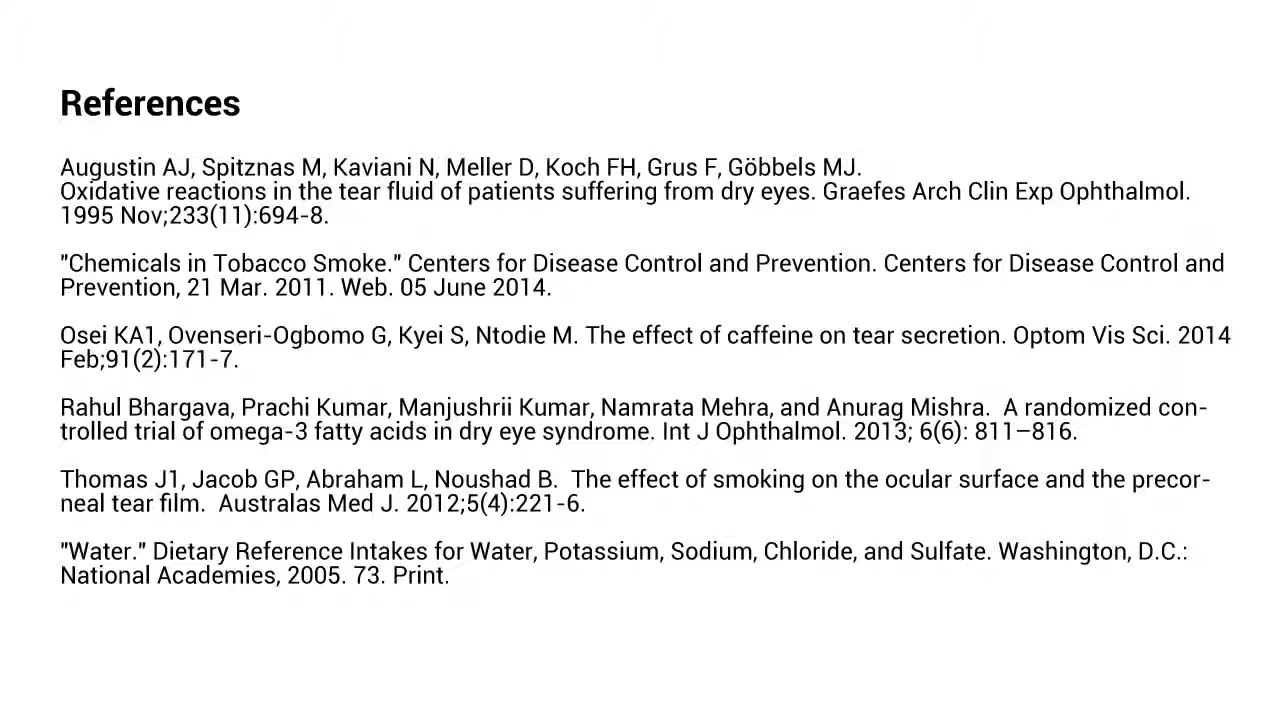 References
Augustin AJ, Spitznas M, Kaviani N, Meller D, Koch FH, Grus F, Göbbels MJ.
Oxidative reactions in the tear fluid of patients suffering from dry eyes. Graefes Arch Clin Exp Ophthalmol.
1995 Nov;233(11):694-8.
"Chemicals in Tobacco Smoke." Centers for Disease Control and Prevention. Centers for Disease Control and
Prevention, 21 Mar. 2011. Web. 05 June 2014.
Osei KA1, Ovenseri-Ogbomo G, Kyei S, Ntodie M. The effect of caffeine on tear secretion. Optom Vis Sci. 2014
Feb;91(2):171-7.
Rahul Bhargava, Prachi Kumar, Manjushrii Kumar, Namrata Mehra, and Anurag Mishra.  A randomized con-
trolled trial of omega-3 fatty acids in dry eye syndrome. Int J Ophthalmol. 2013; 6(6): 811–816.
Thomas J1, Jacob GP, Abraham L, Noushad B.  The effect of smoking on the ocular surface and the precor-
neal tear film.  Australas Med J. 2012;5(4):221-6.
"Water." Dietary Reference Intakes for Water, Potassium, Sodium, Chloride, and Sulfate. Washington, D.C.:
National Academies, 2005. 73. Print.